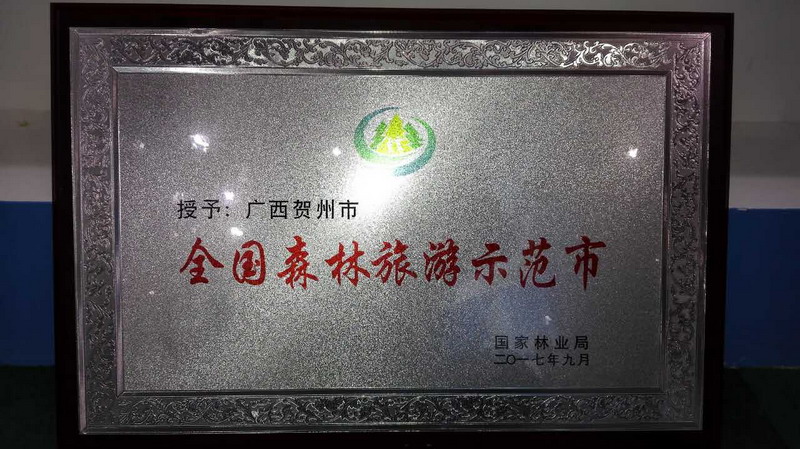 授予：广西贺州市
全国森林旅游示范市
国家林业局
二〇一七年九月